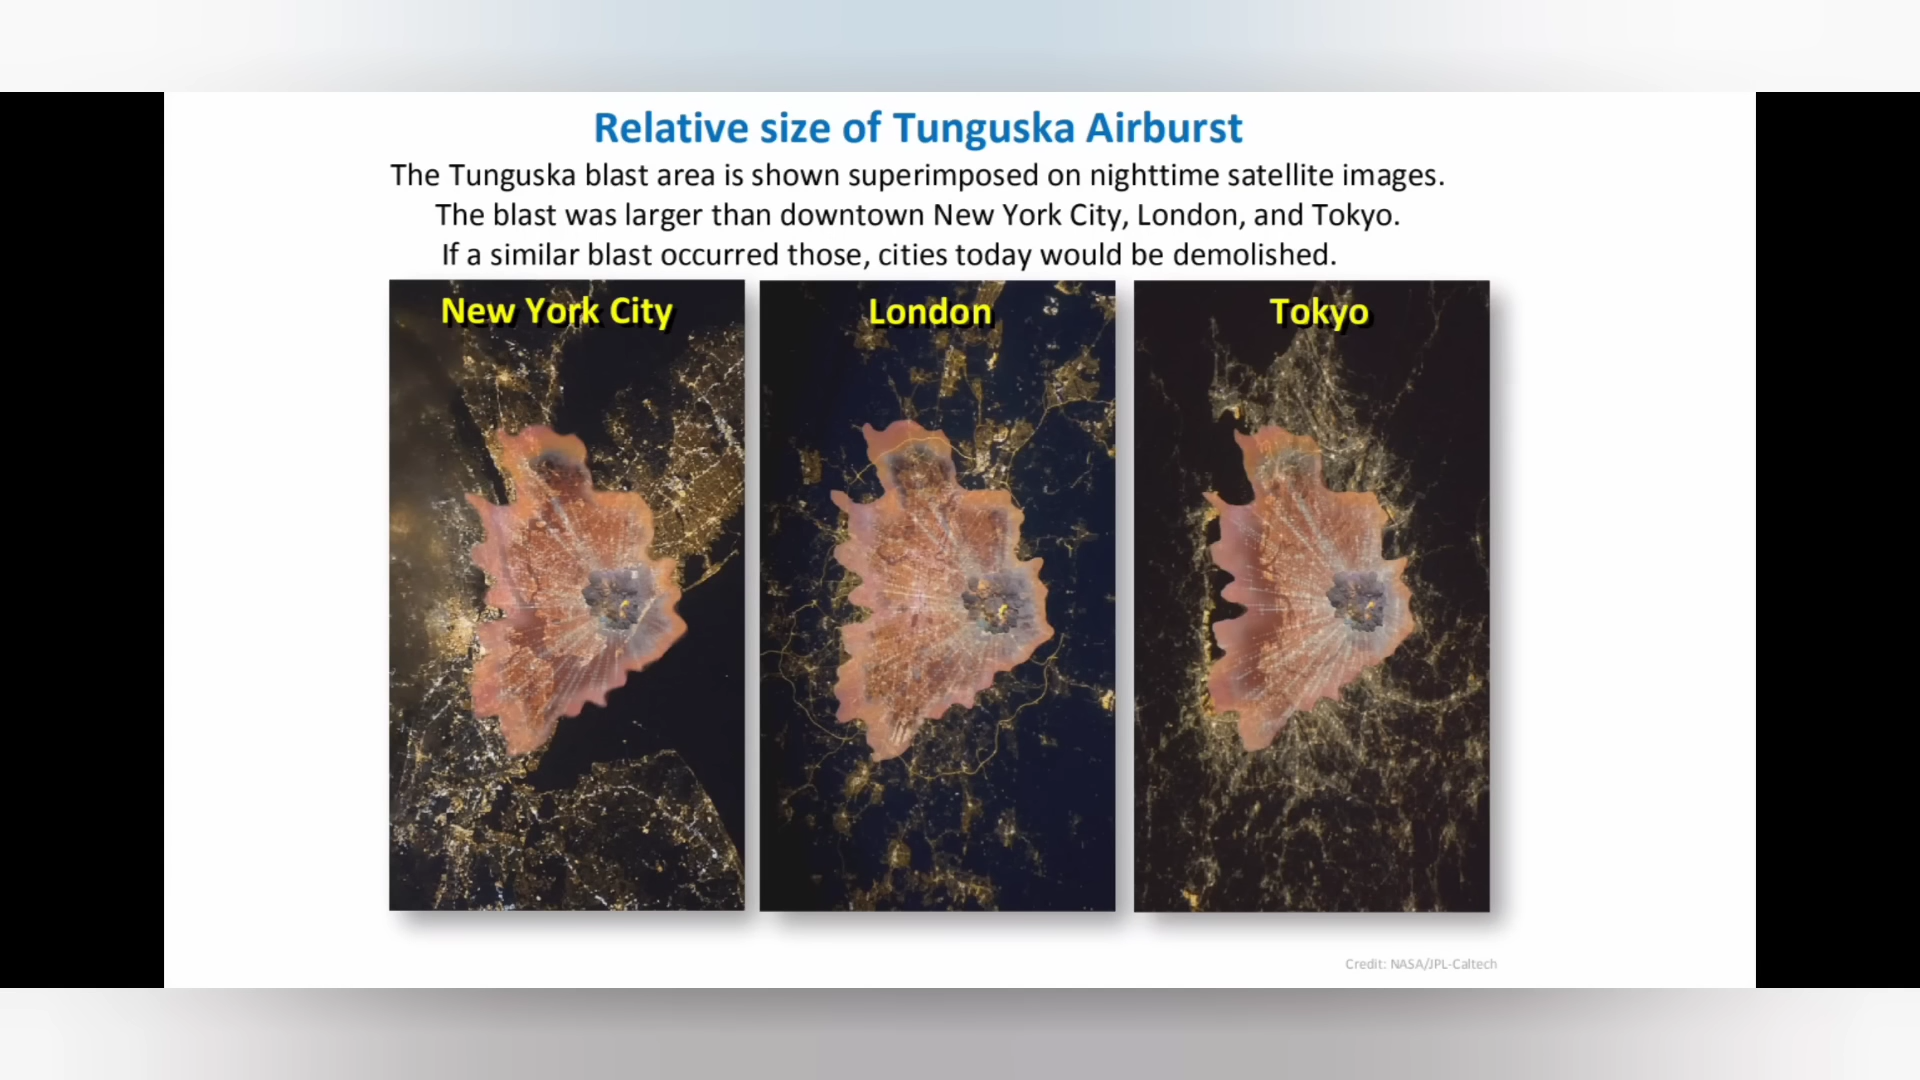 Relative size of Tunguska Airburst
The Tunguska blast area is shown superimposed on nighttime satellite images.
The blast was larger than downtown New York City, London, and Tokyo.
If a similar blast occurred those, cities today would be demolished.
New York City
London
Tokyo
Credit: NASA/JPL-Caltech